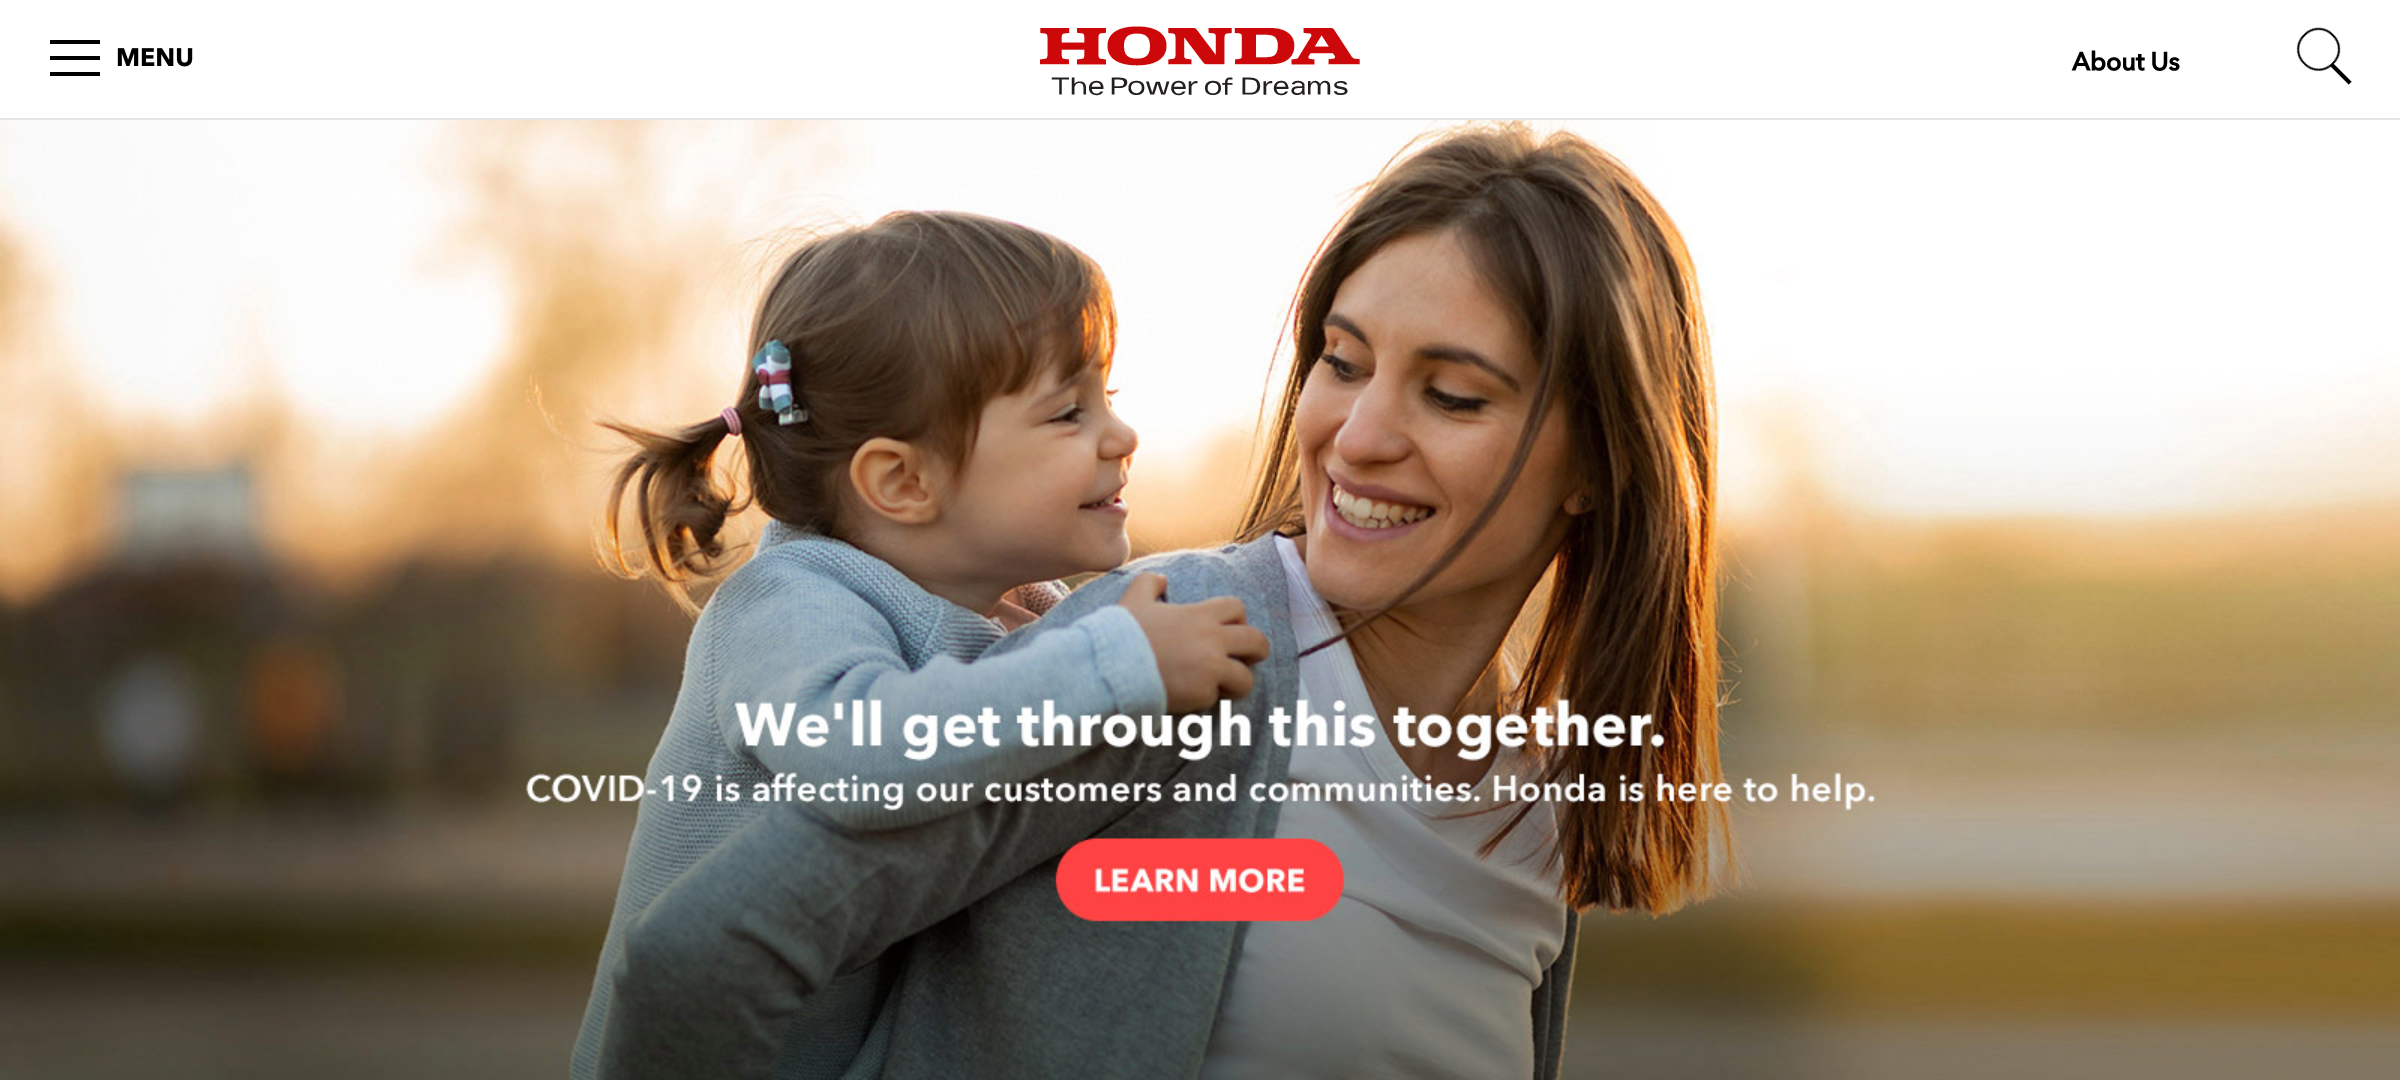 MENU
HONDA
The Power of Dreams
About Us
We'll get through this together.
COVID-19 is affecting our customers and communities. Honda is here to help.
LEARN MORE